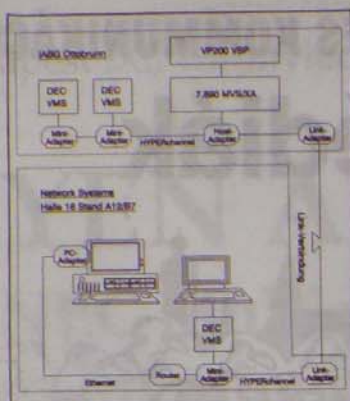 IABG Ottobrunn
VP200 VSP
DEC
VMS
DEC
VMS
7.890 MVS/XA
Mini-
Adapter
Mini-
Adapter
HYPERchannel
Host-
Adapter
Link-
Adapter
Network Systems
Halle 16 Stand A12/B7
PC-
Adapter
Link-Verbindung
DEC
VMS
Ethernet
Router
Mini-
Adapter
HYPERchannel
Link-
Adapter